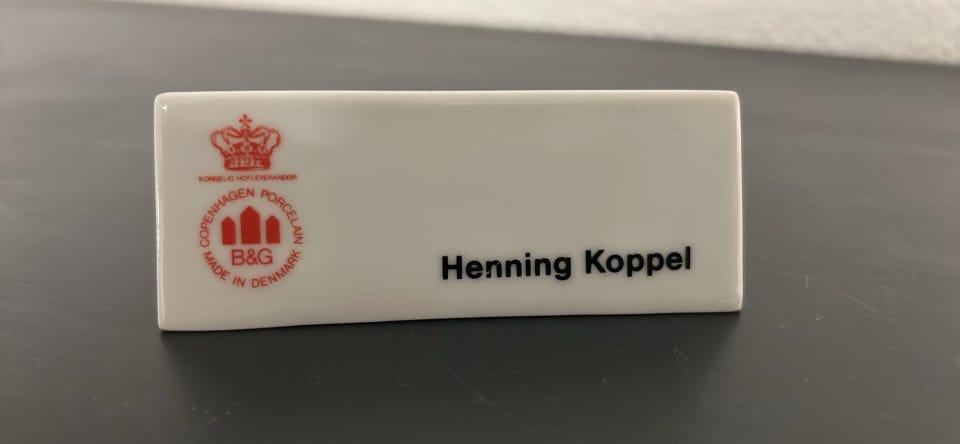 KONGELIG HOFLEVERANDØR
COPENHAGEN PORCELAIN
B&G
MADE IN DENMARK
Henning Koppel